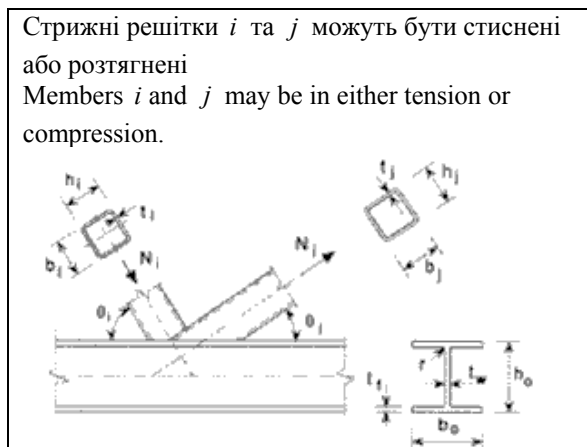 Стрижні решітки i та j можуть бути стиснені
або розтягнені
Members i and j may be in either tension or
compression.
h_i
t_i
b_i
N_i
t_j
h_j
b_j
N_j
θ_i
θ_j
t_f
r
t_w
h_o
b_o